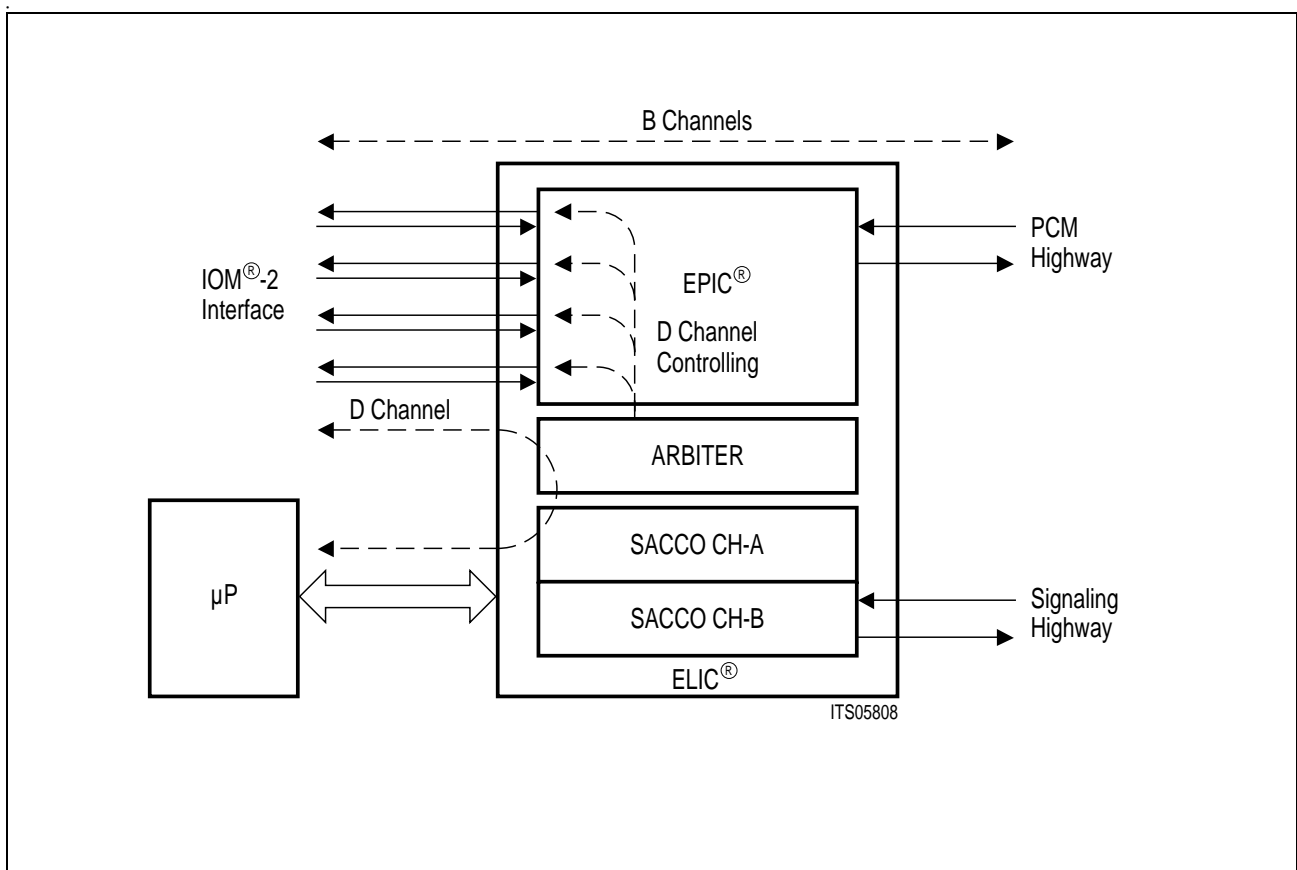 B Channels
PCM
Highway
IOM®-2
Interface
EPIC®
D Channel
Controlling
D Channel
ARBITER
SACCO CH-A
µP
SACCO CH-B
Signaling
Highway
ELIC®
ITS05808